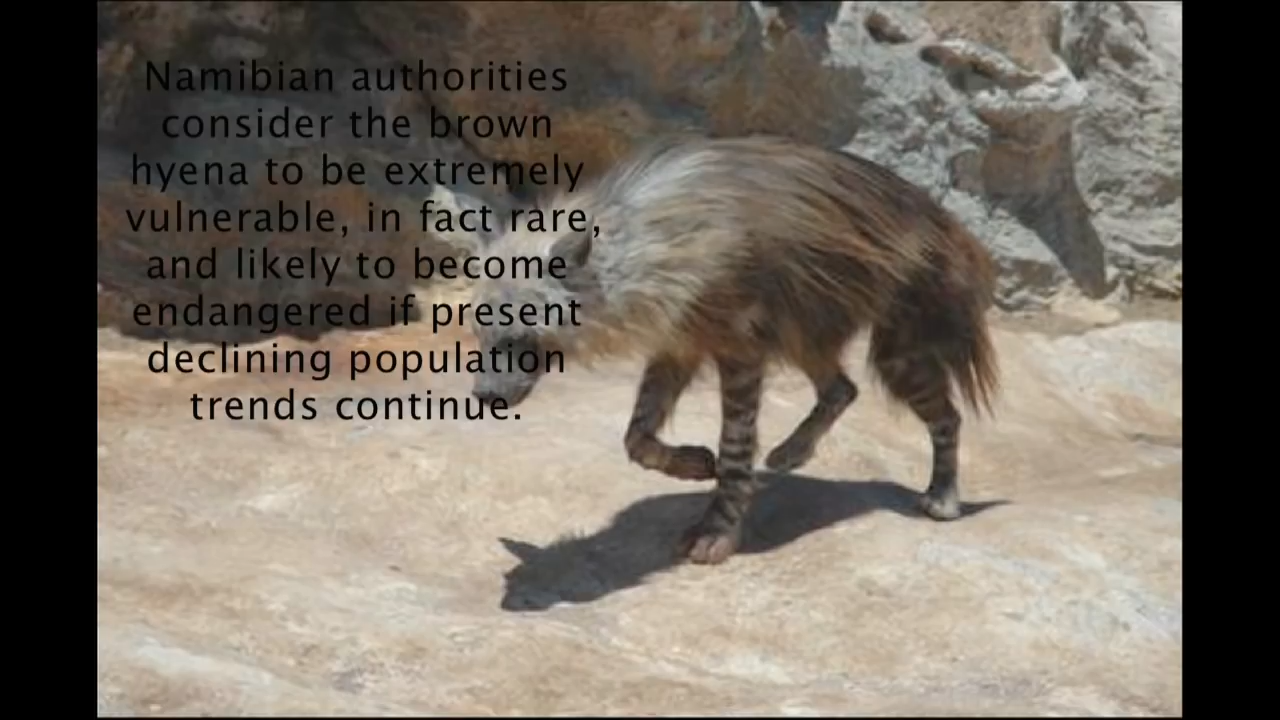 Namibian authorities
consider the brown
hyena to be extremely
vulnerable, in fact rare,
and likely to become
endangered if present
declining population
trends continue.